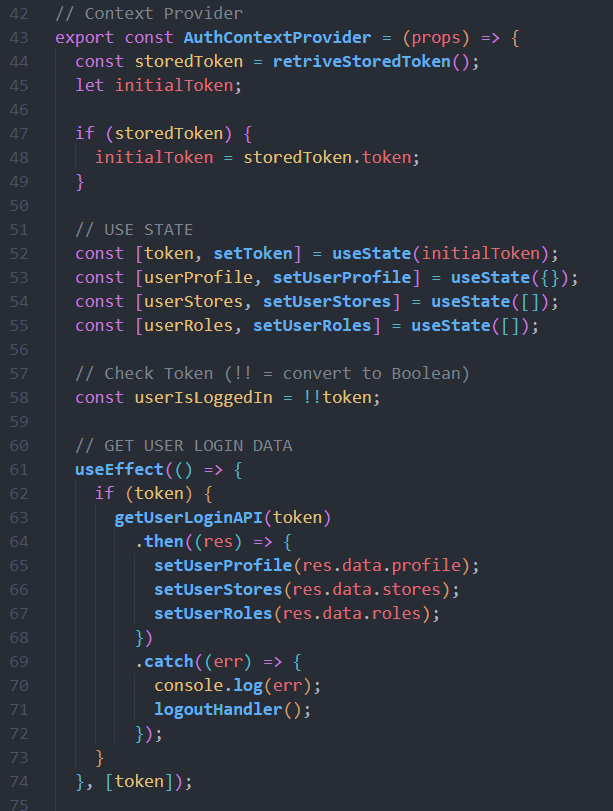 42 // Context Provider
43 export const AuthContextProvider = (props) => {
44   const storedToken = retriveStoredToken();
45   let initialToken;
46
47   if (storedToken) {
48     initialToken = storedToken.token;
49   }
50
51   // USE STATE
52   const [token, setToken] = useState(initialToken);
53   const [userProfile, setUserProfile] = useState({});
54   const [userStores, setUserStores] = useState([]);
55   const [userRoles, setUserRoles] = useState([]);
56
57   // Check Token (!! = convert to Boolean)
58   const userIsLoggedIn = !!token;
59
60   // GET USER LOGIN DATA
61   useEffect(() => {
62     if (token) {
63       getUserLoginAPI(token)
64         .then((res) => {
65           setUserProfile(res.data.profile);
66           setUserStores(res.data.stores);
67           setUserRoles(res.data.roles);
68         })
69         .catch((err) => {
70           console.log(err);
71           logoutHandler();
72         });
73     }
74   }, [token]);
75